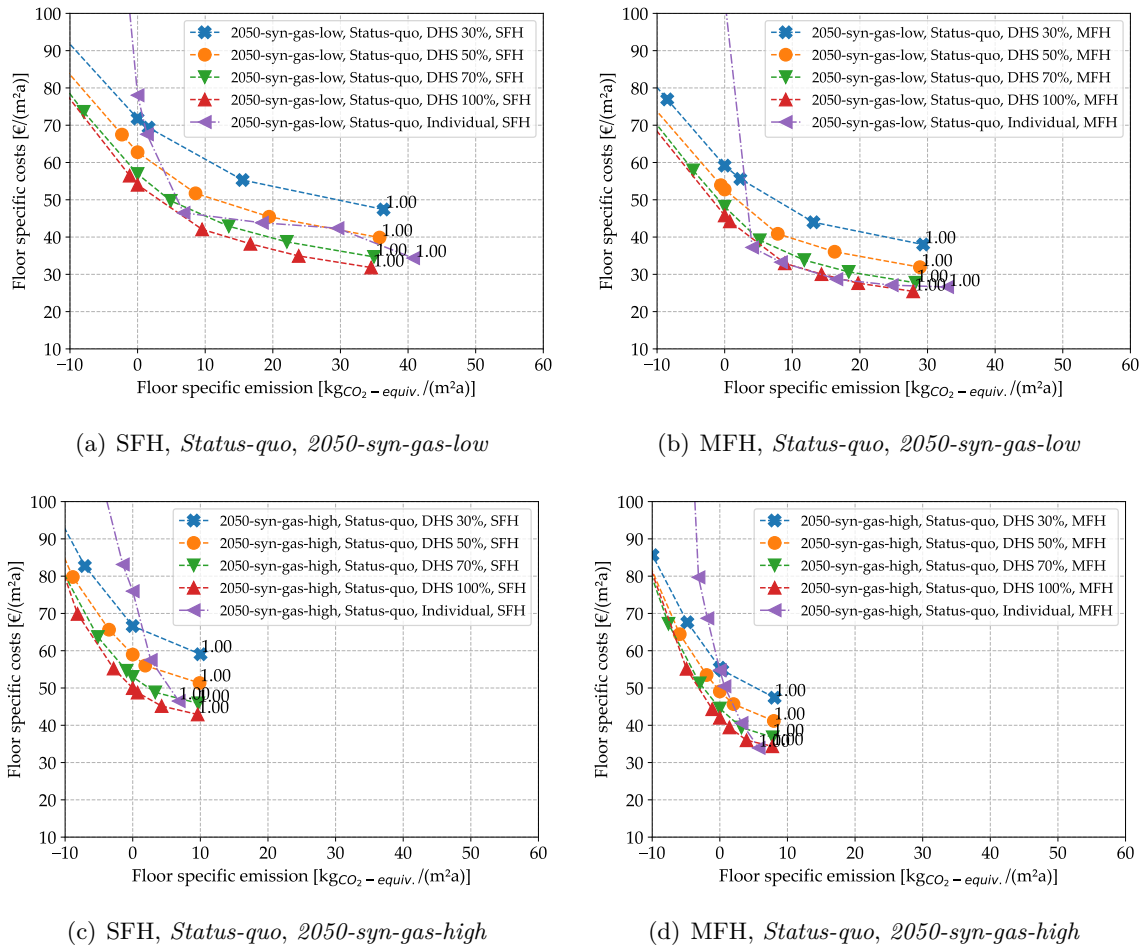 100
90
80
70
60
50
40
30
20
10
Floor specific costs [€/(m²a)]
2050-syn-gas-low, Status-quo, DHS 30%, SFH
2050-syn-gas-low, Status-quo, DHS 50%, SFH
2050-syn-gas-low, Status-quo, DHS 70%, SFH
2050-syn-gas-low, Status-quo, DHS 100%, SFH
2050-syn-gas-low, Status-quo, Individual, SFH
1.00
1.00
1.00
1.00
1.00
−10 0 10 20 30 40 50 60
Floor specific emission [kg_{CO_2−equiv.}/(m²a)]
(a) SFH, Status-quo, 2050-syn-gas-low
100
90
80
70
60
50
40
30
20
10
Floor specific costs [€/(m²a)]
2050-syn-gas-low, Status-quo, DHS 30%, MFH
2050-syn-gas-low, Status-quo, DHS 50%, MFH
2050-syn-gas-low, Status-quo, DHS 70%, MFH
2050-syn-gas-low, Status-quo, DHS 100%, MFH
2050-syn-gas-low, Status-quo, Individual, MFH
1.00
1.00
1.00
1.00
1.00
−10 0 10 20 30 40 50 60
Floor specific emission [kg_{CO_2−equiv.}/(m²a)]
(b) MFH, Status-quo, 2050-syn-gas-low
100
90
80
70
60
50
40
30
20
10
Floor specific costs [€/(m²a)]
2050-syn-gas-high, Status-quo, DHS 30%, SFH
2050-syn-gas-high, Status-quo, DHS 50%, SFH
2050-syn-gas-high, Status-quo, DHS 70%, SFH
2050-syn-gas-high, Status-quo, DHS 100%, SFH
2050-syn-gas-high, Status-quo, Individual, SFH
1.00
1.00
1.00
1.00
1.00
−10 0 10 20 30 40 50 60
Floor specific emission [kg_{CO_2−equiv.}/(m²a)]
(c) SFH, Status-quo, 2050-syn-gas-high
100
90
80
70
60
50
40
30
20
10
Floor specific costs [€/(m²a)]
2050-syn-gas-high, Status-quo, DHS 30%, MFH
2050-syn-gas-high, Status-quo, DHS 50%, MFH
2050-syn-gas-high, Status-quo, DHS 70%, MFH
2050-syn-gas-high, Status-quo, DHS 100%, MFH
2050-syn-gas-high, Status-quo, Individual, MFH
1.00
1.00
1.00
1.00
1.00
−10 0 10 20 30 40 50 60
Floor specific emission [kg_{CO_2−equiv.}/(m²a)]
(d) MFH, Status-quo, 2050-syn-gas-high